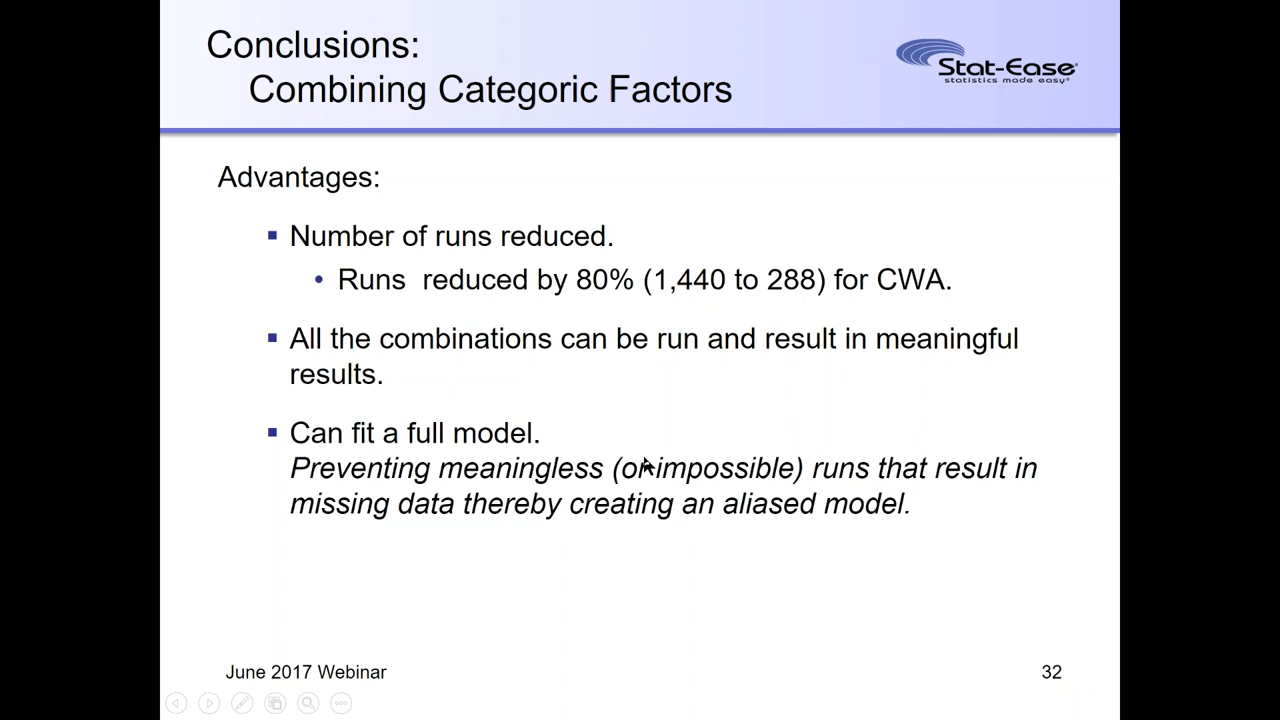 Conclusions:
Combining Categoric Factors
Stat-Ease
statistics made easy
Advantages:
Number of runs reduced.
Runs reduced by 80% (1,440 to 288) for CWA.
All the combinations can be run and result in meaningful
results.
Can fit a full model.
Preventing meaningless (or impossible) runs that result in
missing data thereby creating an aliased model.
June 2017 Webinar
32